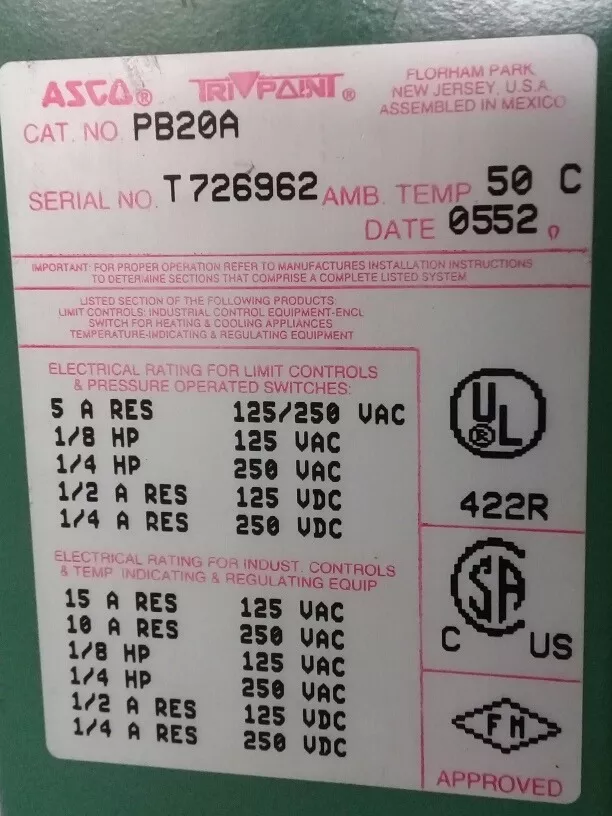 ASCO® TRI▼POINT®
FLORHAM PARK
NEW JERSEY, U.S.A.
ASSEMBLED IN MEXICO
CAT. NO. PB20A
SERIAL NO. T726962 AMB. TEMP. 50 C
DATE 0552
IMPORTANT: FOR PROPER OPERATION REFER TO MANUFACTURES INSTALLATION INSTRUCTIONS
TO DETERMINE SECTIONS THAT COMPRISE A COMPLETE LISTED SYSTEM
LISTED SECTION OF THE FOLLOWING PRODUCTS:
LIMIT CONTROLS: INDUSTRIAL CONTROL EQUIPMENT-ENCL
SWITCH FOR HEATING & COOLING APPLIANCES
TEMPERATURE-INDICATING & REGULATING EQUIPMENT
ELECTRICAL RATING FOR LIMIT CONTROLS
& PRESSURE OPERATED SWITCHES:
5 A RES 125/250 VAC
1/8 HP 125 VAC
1/4 HP 250 VAC
1/2 A RES 125 VDC
1/4 A RES 250 VDC
UL®
422R
ELECTRICAL RATING FOR INDUST. CONTROLS
& TEMP. INDICATING & REGULATING EQUIP
15 A RES 125 VAC
10 A RES 250 VAC
1/8 HP 125 VAC
1/4 HP 250 VAC
1/2 A RES 125 VDC
1/4 A RES 250 VDC
SA
C US
FM
APPROVED